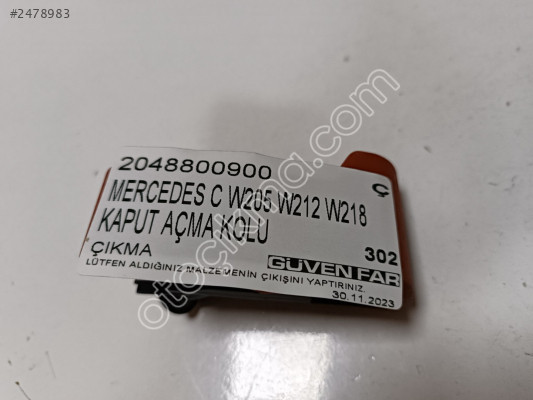 #2478983
2048800900
Ç
MERCEDES C W205 W212 W218
KAPUT AÇMA KOLU
ÇIKMA
302
GÜVEN FAR
LÜTFEN ALDIĞINIZ MALZEMENİN ÇIKIŞINI YAPTIRINIZ.
30.11.2023
otocikma.com